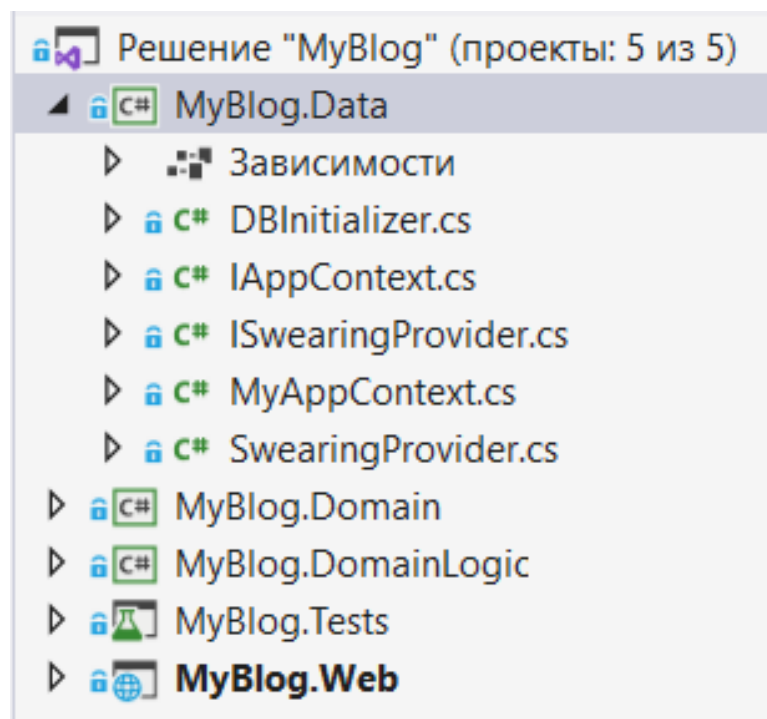 Решение "MyBlog" (проекты: 5 из 5)
C# MyBlog.Data
Зависимости
C# DBInitializer.cs
C# IAppContext.cs
C# ISwearingProvider.cs
C# MyAppContext.cs
C# SwearingProvider.cs
C# MyBlog.Domain
C# MyBlog.DomainLogic
MyBlog.Tests
MyBlog.Web